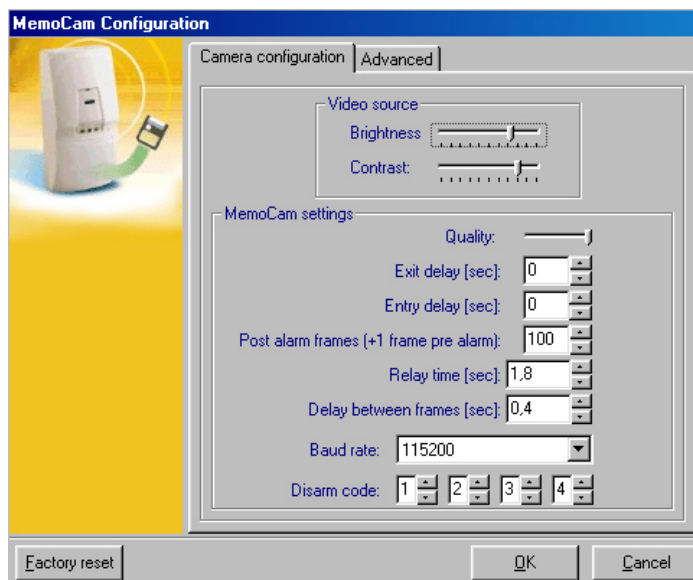 MemoCam Configuration
Camera configuration Advanced
Video source
Brightness
Contrast:
MemoCam settings
Quality:
Exit delay [sec]: 0
Entry delay [sec]: 0
Post alarm frames (+1 frame pre alarm): 100
Relay time [sec]: 1,8
Delay between frames [sec]: 0,4
Baud rate: 115200
Disarm code: 1 2 3 4
Factory reset OK Cancel